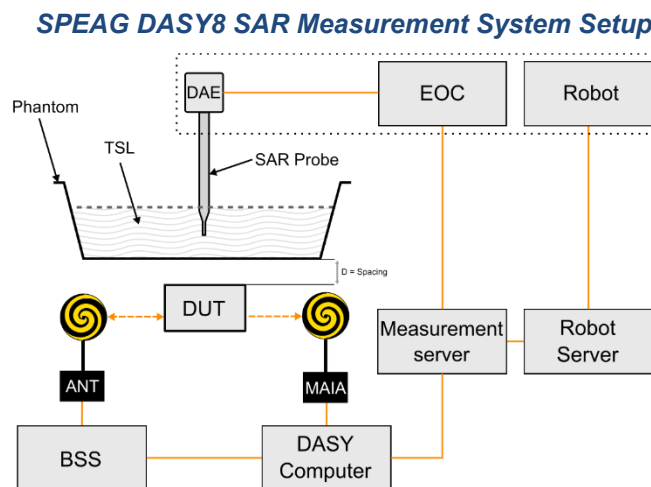 SPEAG DASY8 SAR Measurement System Setup
DAE
EOC
Robot
Phantom
TSL
SAR Probe
D = Spacing
DUT
Measurement
server
Robot
Server
ANT
MAIA
BSS
DASY
Computer